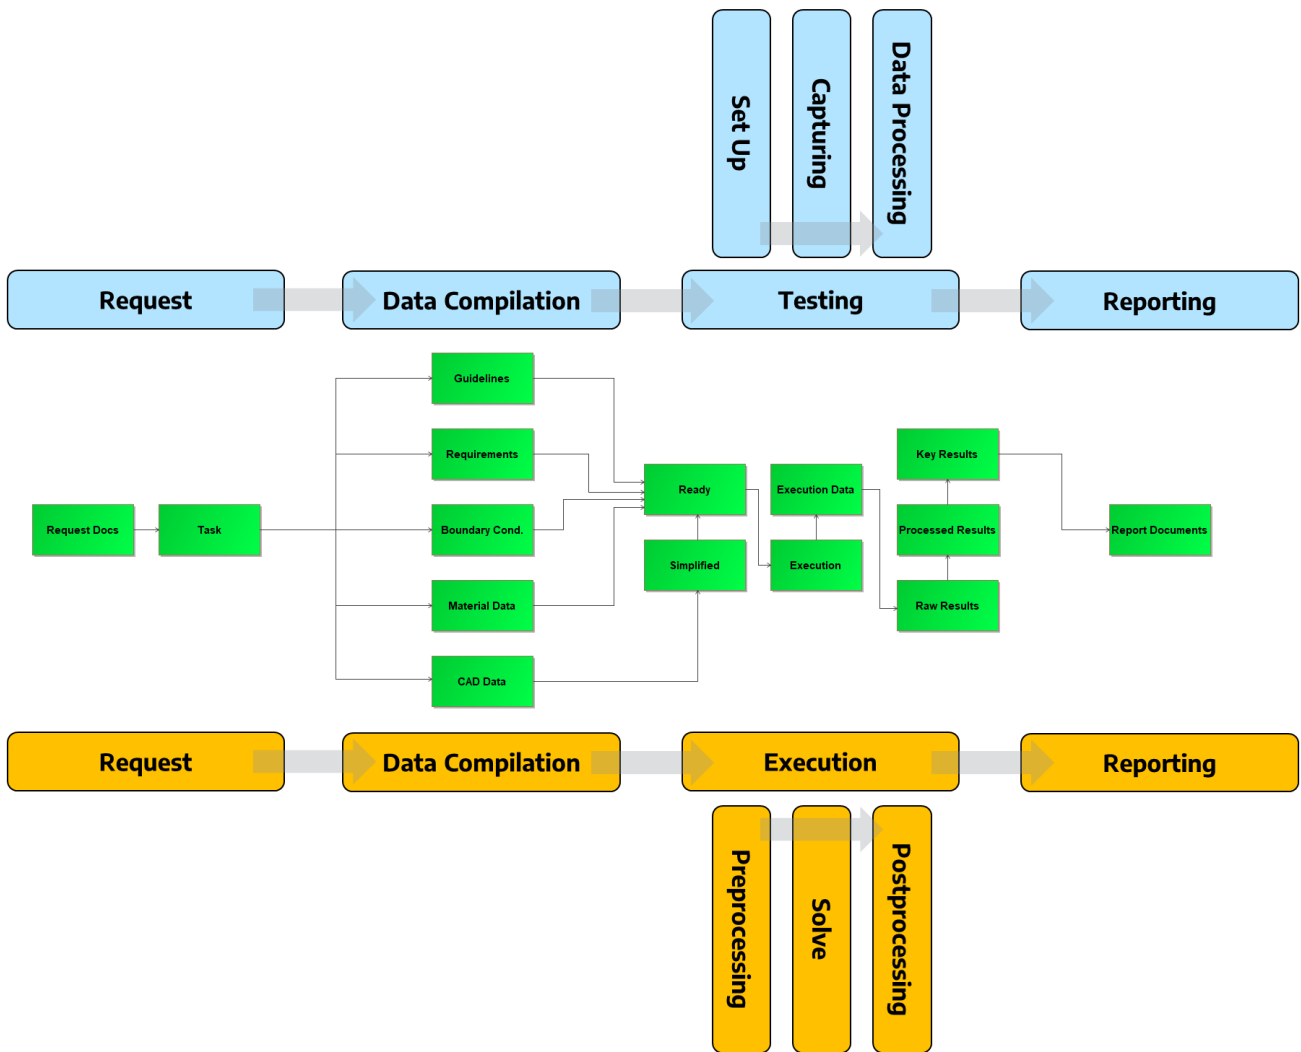 Set Up
Capturing
Data Processing
Request
Data Compilation
Testing
Reporting
Guidelines
Requirements
Key Results
Ready
Execution Data
Request Docs
Task
Boundary Cond.
Processed Results
Report Documents
Simplified
Execution
Material Data
Raw Results
CAD Data
Request
Data Compilation
Execution
Reporting
Preprocessing
Solve
Postprocessing